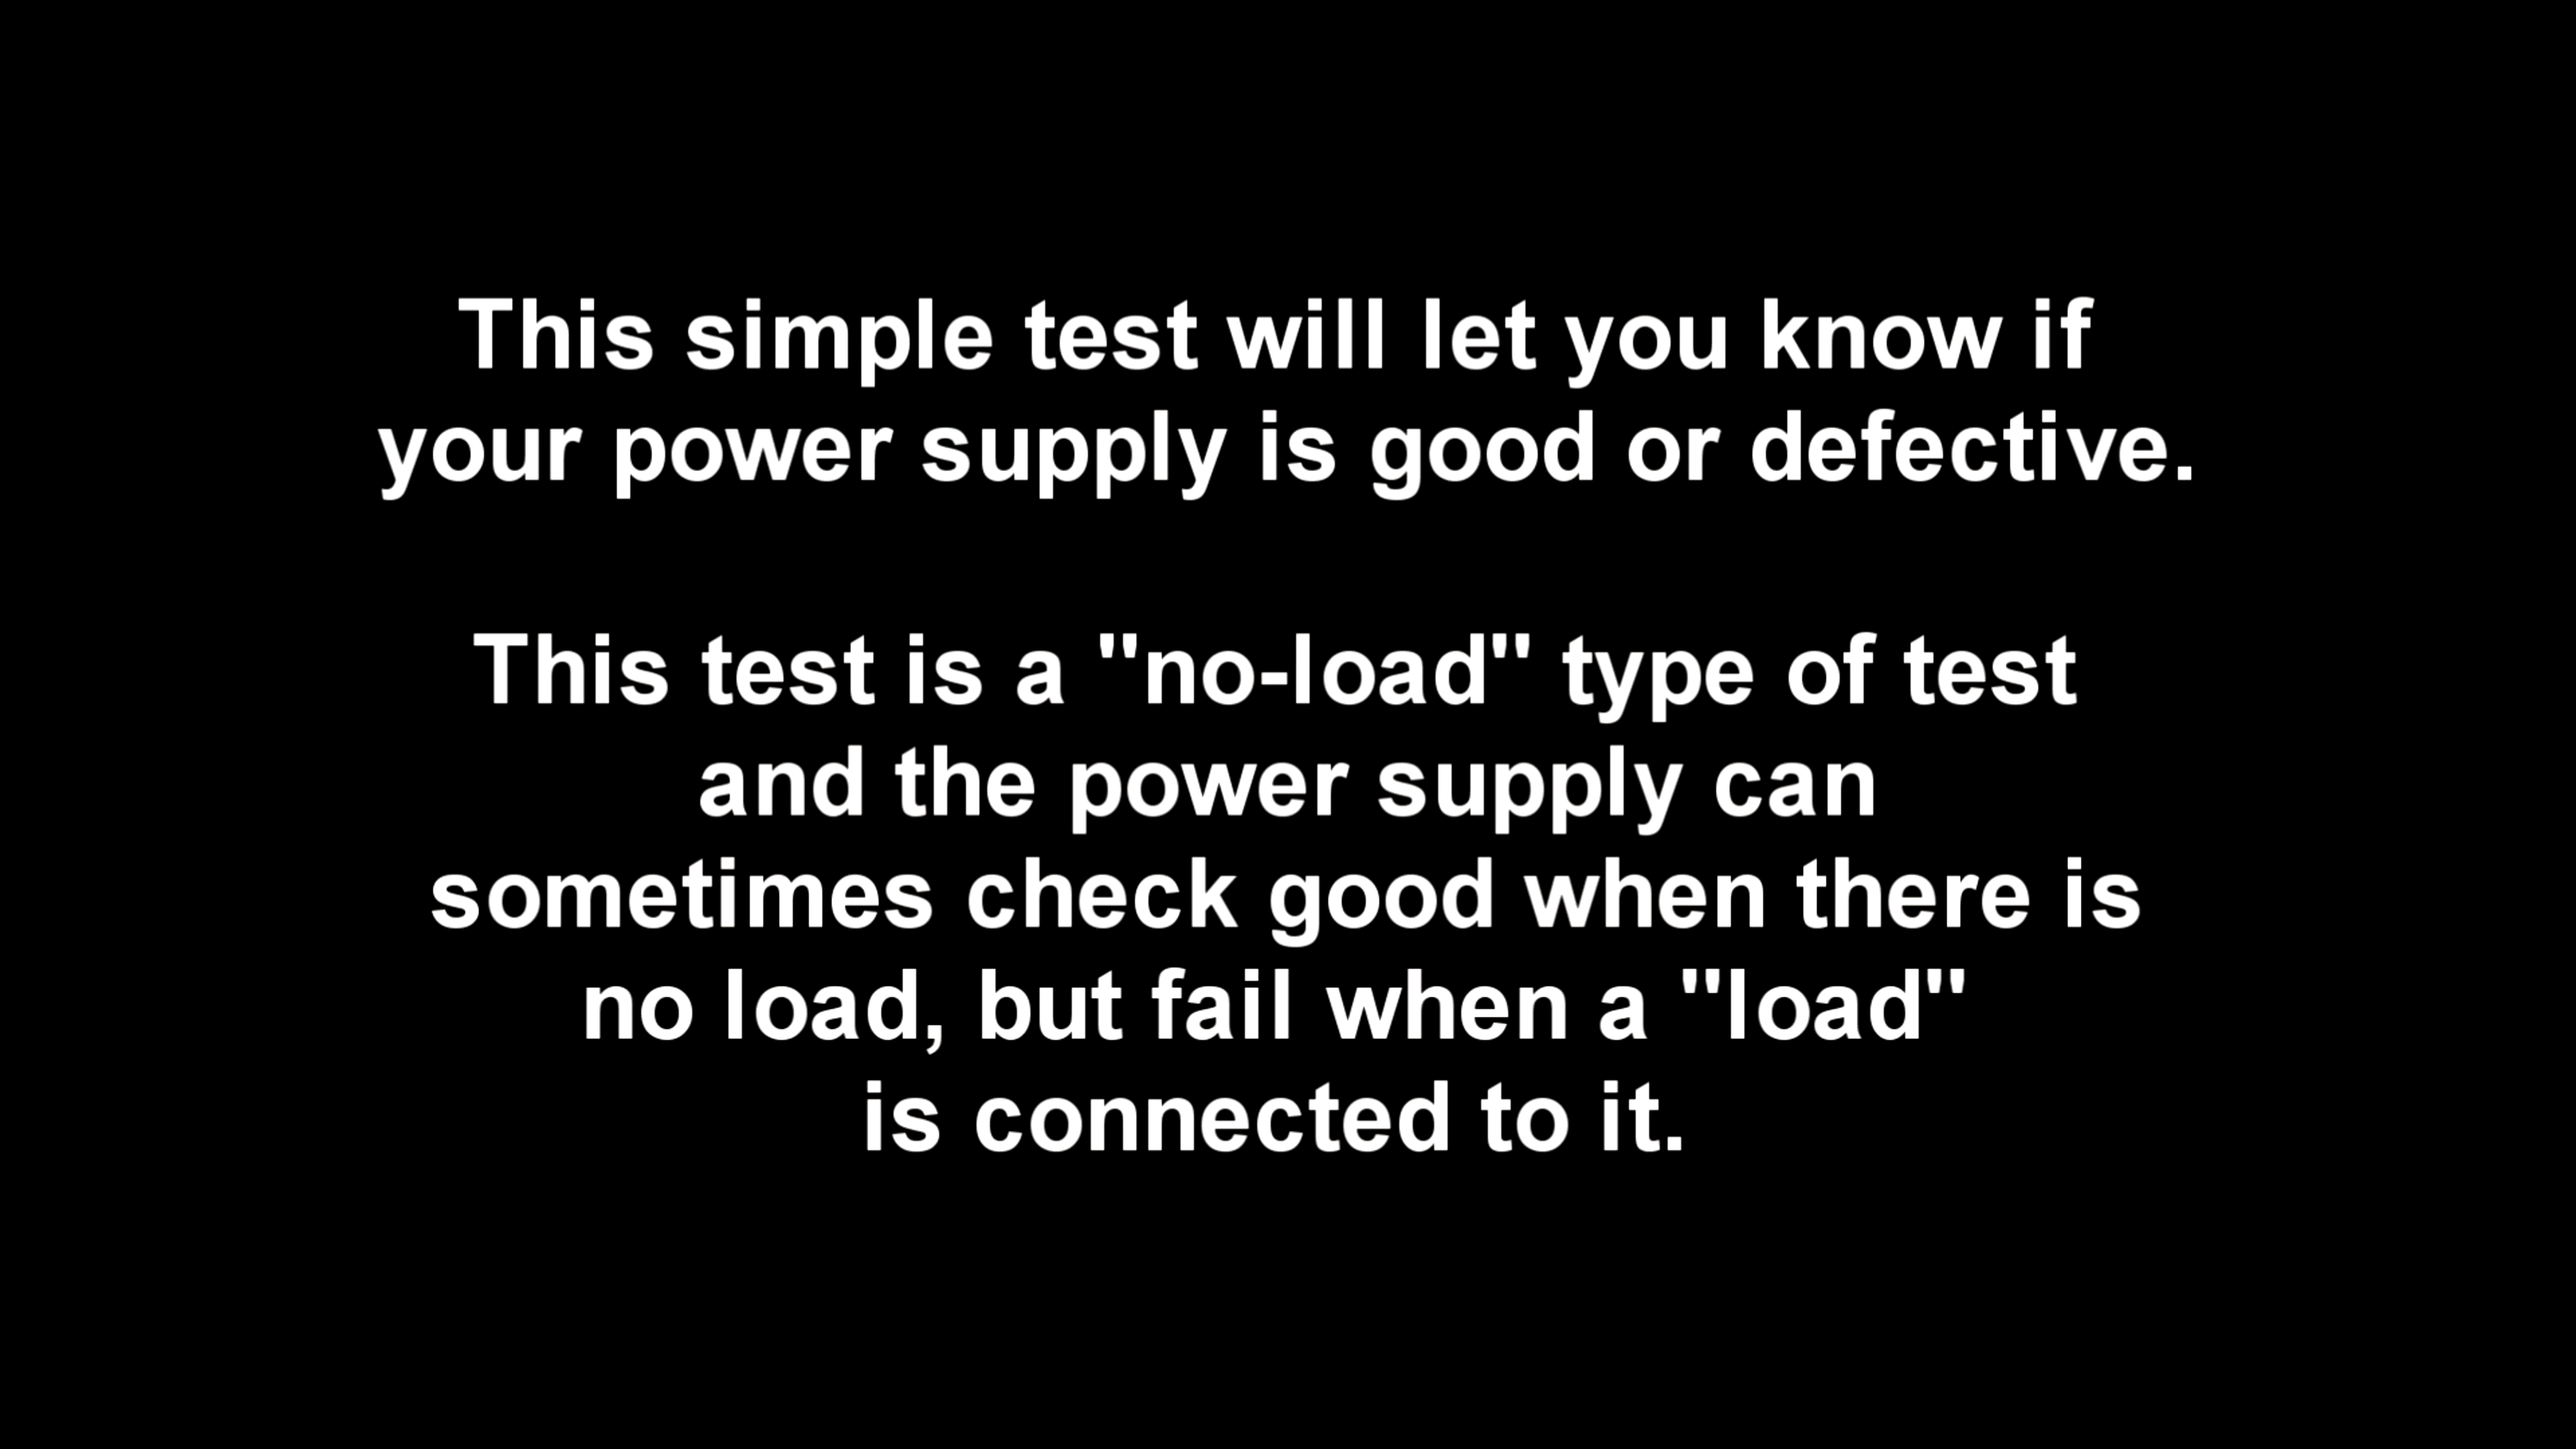 This simple test will let you know if
your power supply is good or defective.
This test is a "no-load" type of test
and the power supply can
sometimes check good when there is
no load, but fail when a "load"
is connected to it.